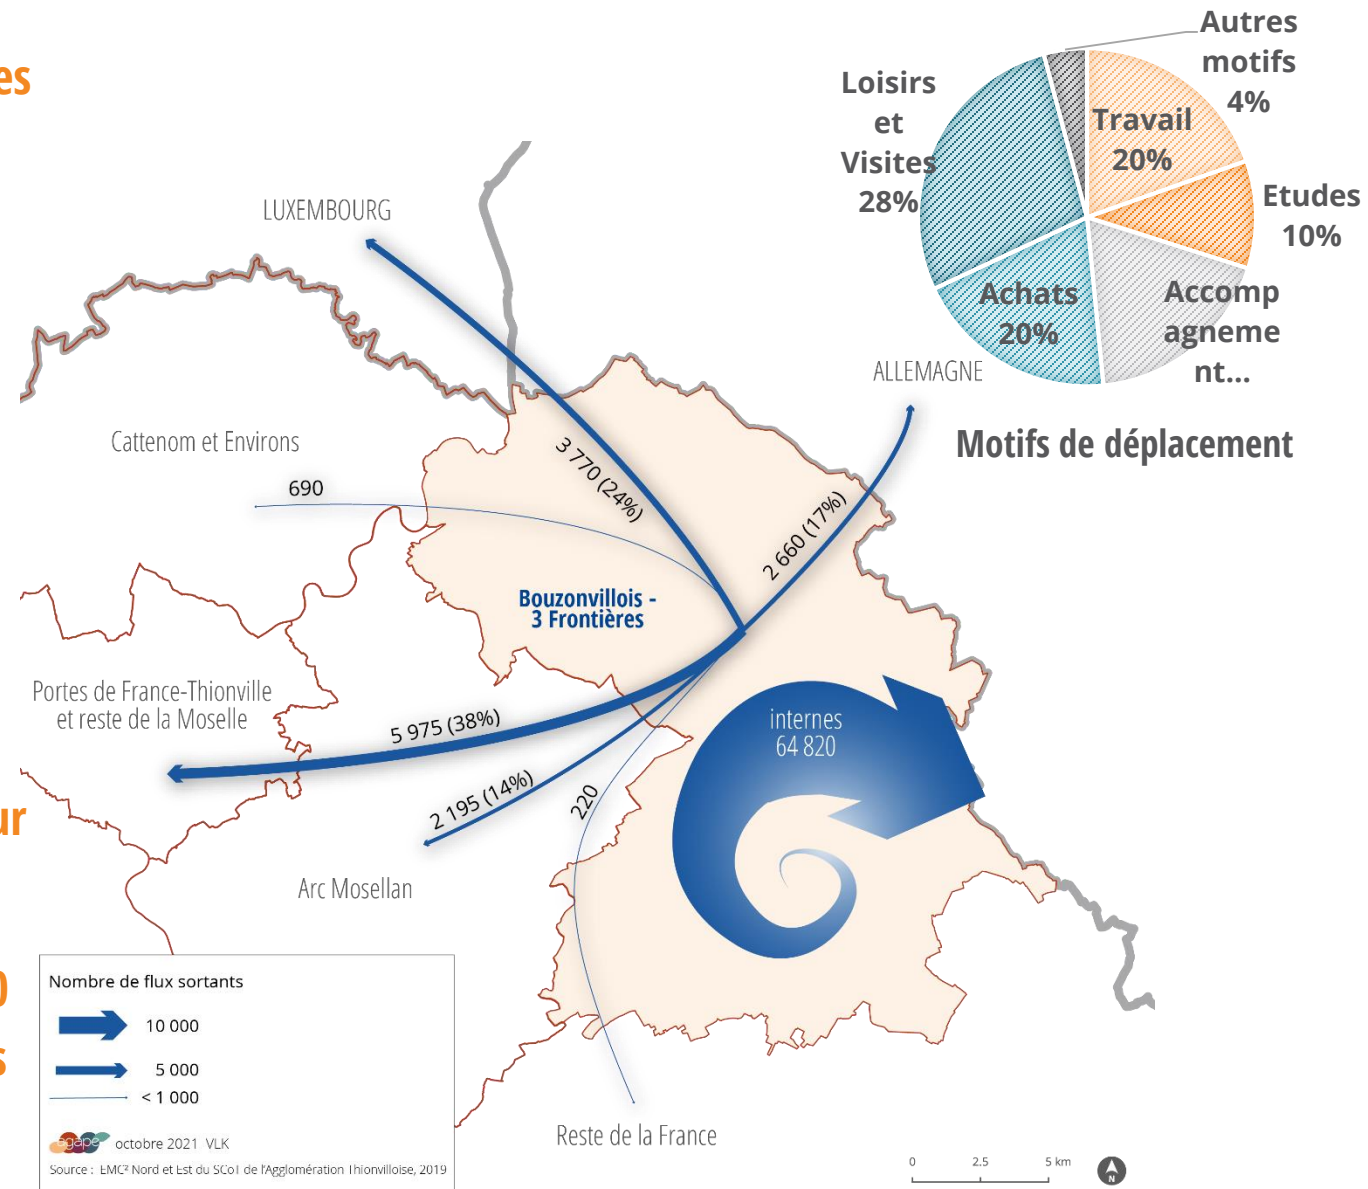 es
Autres
motifs
4%
Loisirs
et
Visites
28%
Travail
20%
Etudes
10%
Achats
20%
Accomp
agneme
nt...
Motifs de déplacement
LUXEMBOURG
ALLEMAGNE
Cattenom et Environs
690
3 770 (24%)
2 660 (17%)
Bouzonvillois -
3 Frontières
Portes de France-Thionville
et reste de la Moselle
5 975 (38%)
2 195 (14%)
220
internes
64 820
ur
Arc Mosellan
0
s
Nombre de flux sortants
10 000
5 000
< 1 000
agape octobre 2021 VLK
Source : EMC² Nord et Est du SCoT de l'Agglomération Thionvilloise, 2019
Reste de la France
0 2.5 5 km
N